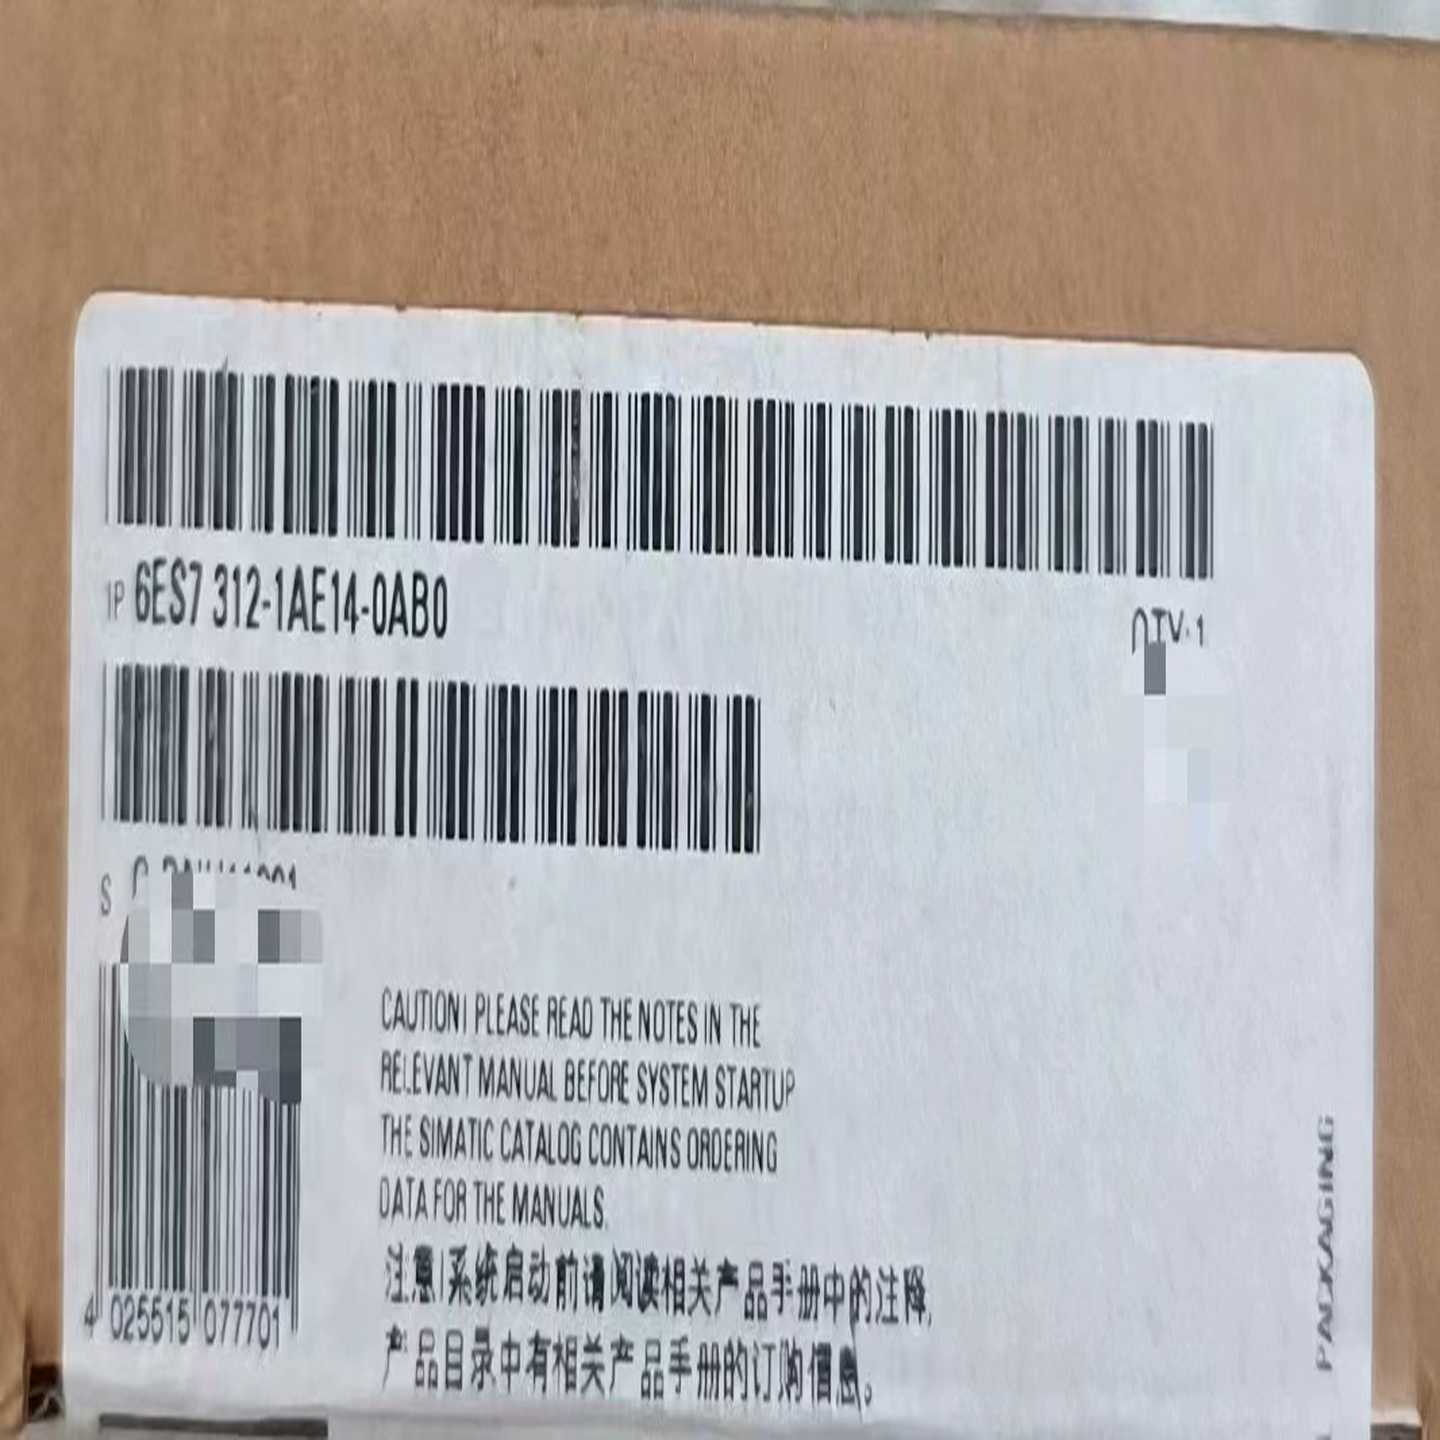 1P 6ES7 312-1AE14-0AB0
QTY: 1
S
CAUTION! PLEASE READ THE NOTES IN THE
RELEVANT MANUAL BEFORE SYSTEM STARTUP
THE SIMATIC CATALOG CONTAINS ORDERING
DATA FOR THE MANUALS.
注意!系统启动前请阅读相关产品手册中的注释,
产品目录中有相关产品手册的订购信息。
4 025515 077701
PACKAGING